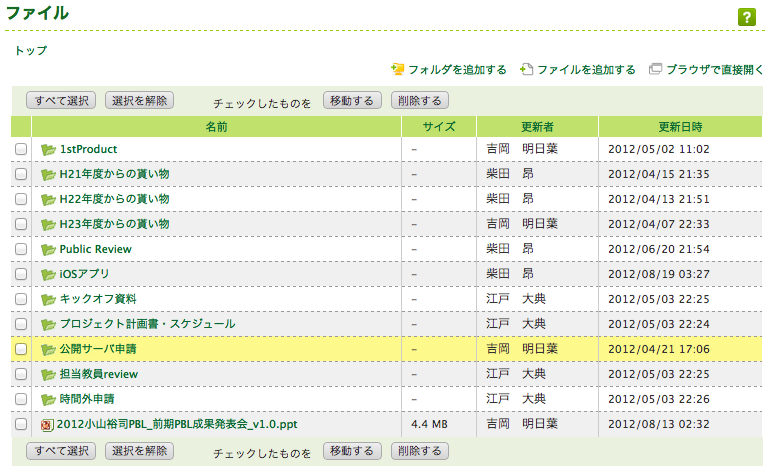 ファイル
?
トップ
フォルダを追加する ファイルを追加する ブラウザで直接開く
すべて選択 選択を解除 チェックしたものを 移動する 削除する
名前 サイズ 更新者 更新日時
1stProduct – 吉岡 明日葉 2012/05/02 11:02
H21年度からの貰い物 – 柴田 昂 2012/04/15 21:35
H22年度からの貰い物 – 柴田 昂 2012/04/13 21:51
H23年度からの貰い物 – 吉岡 明日葉 2012/04/07 22:33
Public Review – 柴田 昂 2012/06/20 21:54
iOSアプリ – 柴田 昂 2012/08/19 03:27
キックオフ資料 – 江戸 大典 2012/05/03 22:25
プロジェクト計画書・スケジュール – 江戸 大典 2012/05/03 22:24
公開サーバ申請 – 吉岡 明日葉 2012/04/21 17:06
担当教員review – 江戸 大典 2012/05/03 22:25
時間外申請 – 江戸 大典 2012/05/03 22:26
2012小山裕司PBL_前期PBL成果発表会_v1.0.ppt 4.4 MB 吉岡 明日葉 2012/08/13 02:32
すべて選択 選択を解除 チェックしたものを 移動する 削除する